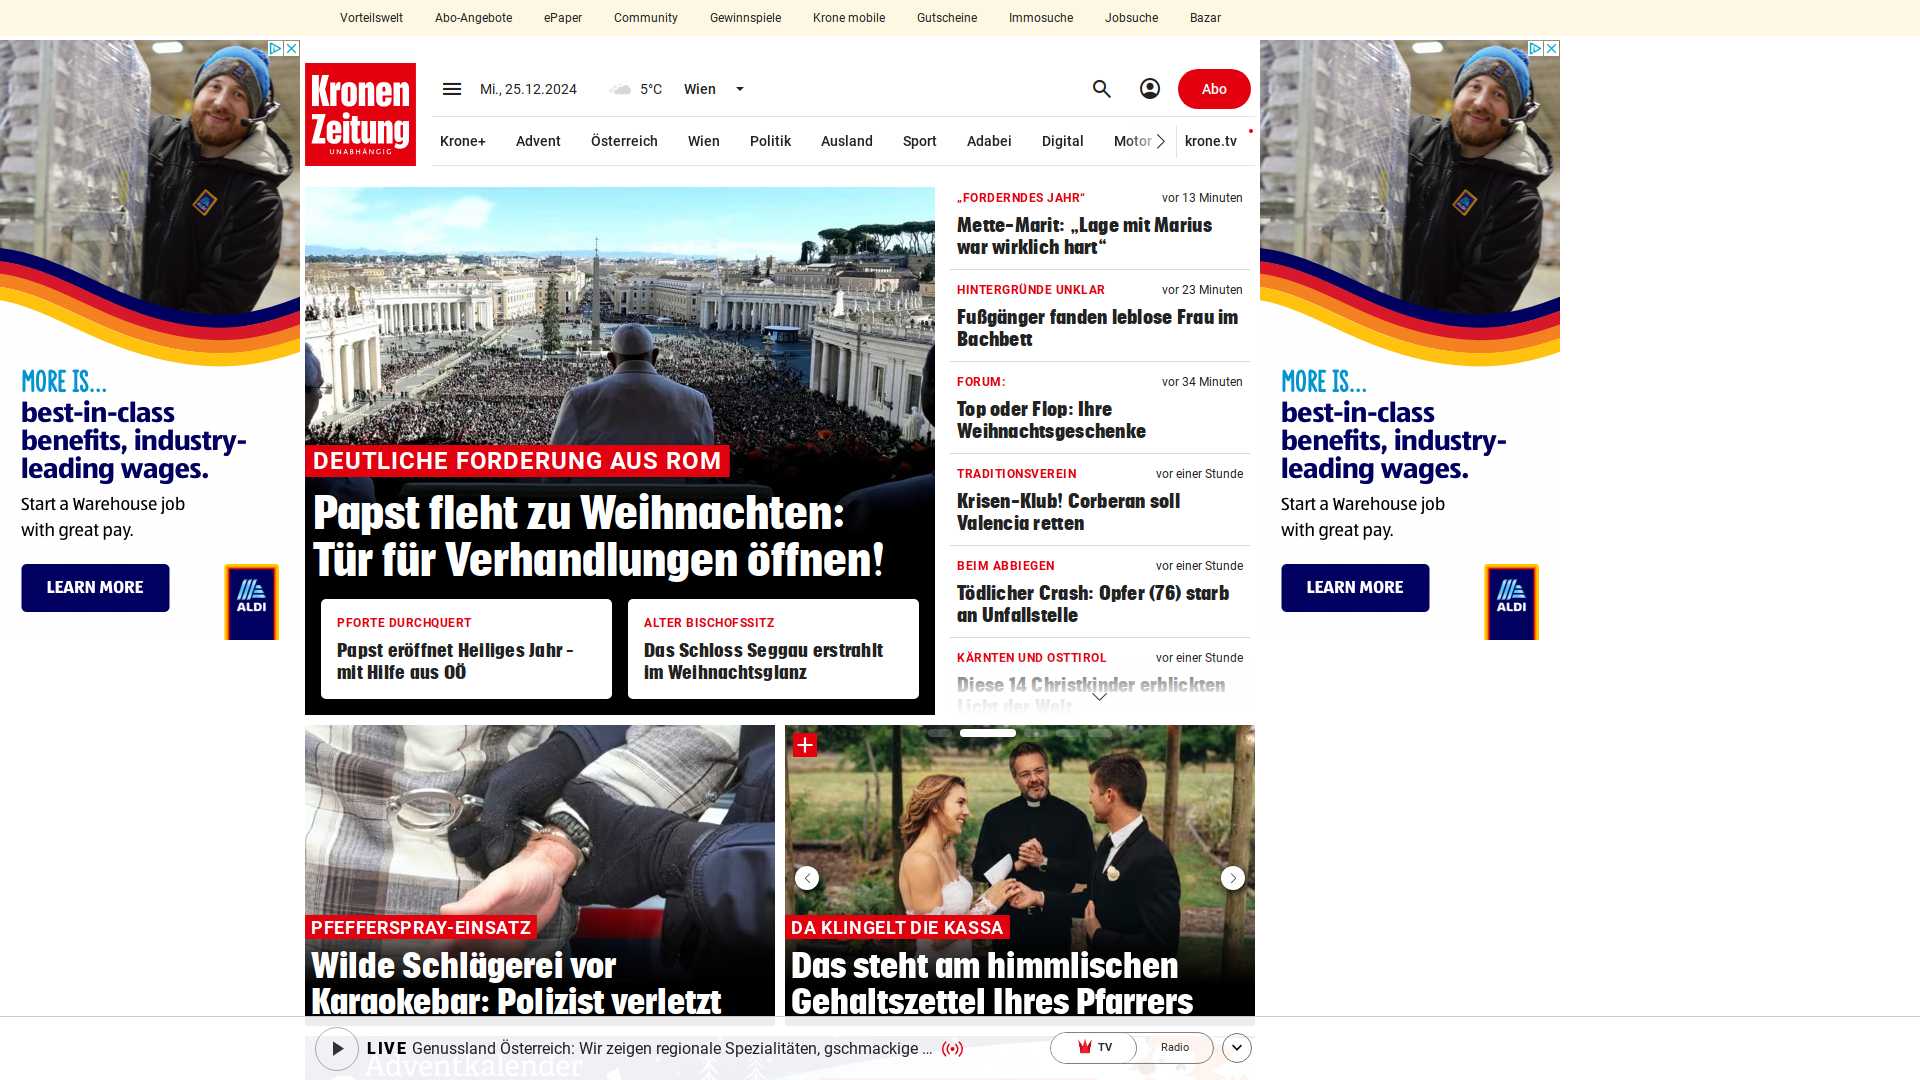 Vorteilswelt
Abo-Angebote
ePaper
Community
Gewinnspiele
Krone mobile
Gutscheine
Immosuche
Jobsuche
Bazar
Kronen
Zeitung
UNABHÄNGIG
Mi., 25.12.2024
5°C
Wien
Abo
Krone+
Advent
Österreich
Wien
Politik
Ausland
Sport
Adabei
Digital
Motor
krone.tv
MORE IS...
best-in-class
benefits, industry-
leading wages.
Start a Warehouse job
with great pay.
LEARN MORE
ALDI
DEUTLICHE FORDERUNG AUS ROM
Papst fleht zu Weihnachten:
Tür für Verhandlungen öffnen!
PFORTE DURCHQUERT
Papst eröffnet Heiliges Jahr –
mit Hilfe aus OÖ
ALTER BISCHOFSSITZ
Das Schloss Seggau erstrahlt
im Weihnachtsglanz
„FORDERNDES JAHR“
vor 13 Minuten
Mette-Marit: „Lage mit Marius
war wirklich hart“
HINTERGRÜNDE UNKLAR
vor 23 Minuten
Fußgänger fanden leblose Frau im
Bachbett
FORUM:
vor 34 Minuten
Top oder Flop: Ihre
Weihnachtsgeschenke
TRADITIONSVEREIN
vor einer Stunde
Krisen-Klub! Corberan soll
Valencia retten
BEIM ABBIEGEN
vor einer Stunde
Tödlicher Crash: Opfer (76) starb
an Unfallstelle
KÄRNTEN UND OSTTIROL
vor einer Stunde
Diese 14 Christkinder erblickten
Licht der Welt
MORE IS...
best-in-class
benefits, industry-
leading wages.
Start a Warehouse job
with great pay.
LEARN MORE
ALDI
PFEFFERSPRAY-EINSATZ
Wilde Schlägerei vor
Karaokebar: Polizist verletzt
DA KLINGELT DIE KASSA
Das steht am himmlischen
Gehaltszettel Ihres Pfarrers
LIVE Genussland Österreich: Wir zeigen regionale Spezialitäten, gschmackige ...
TV
Radio
Adventkalender